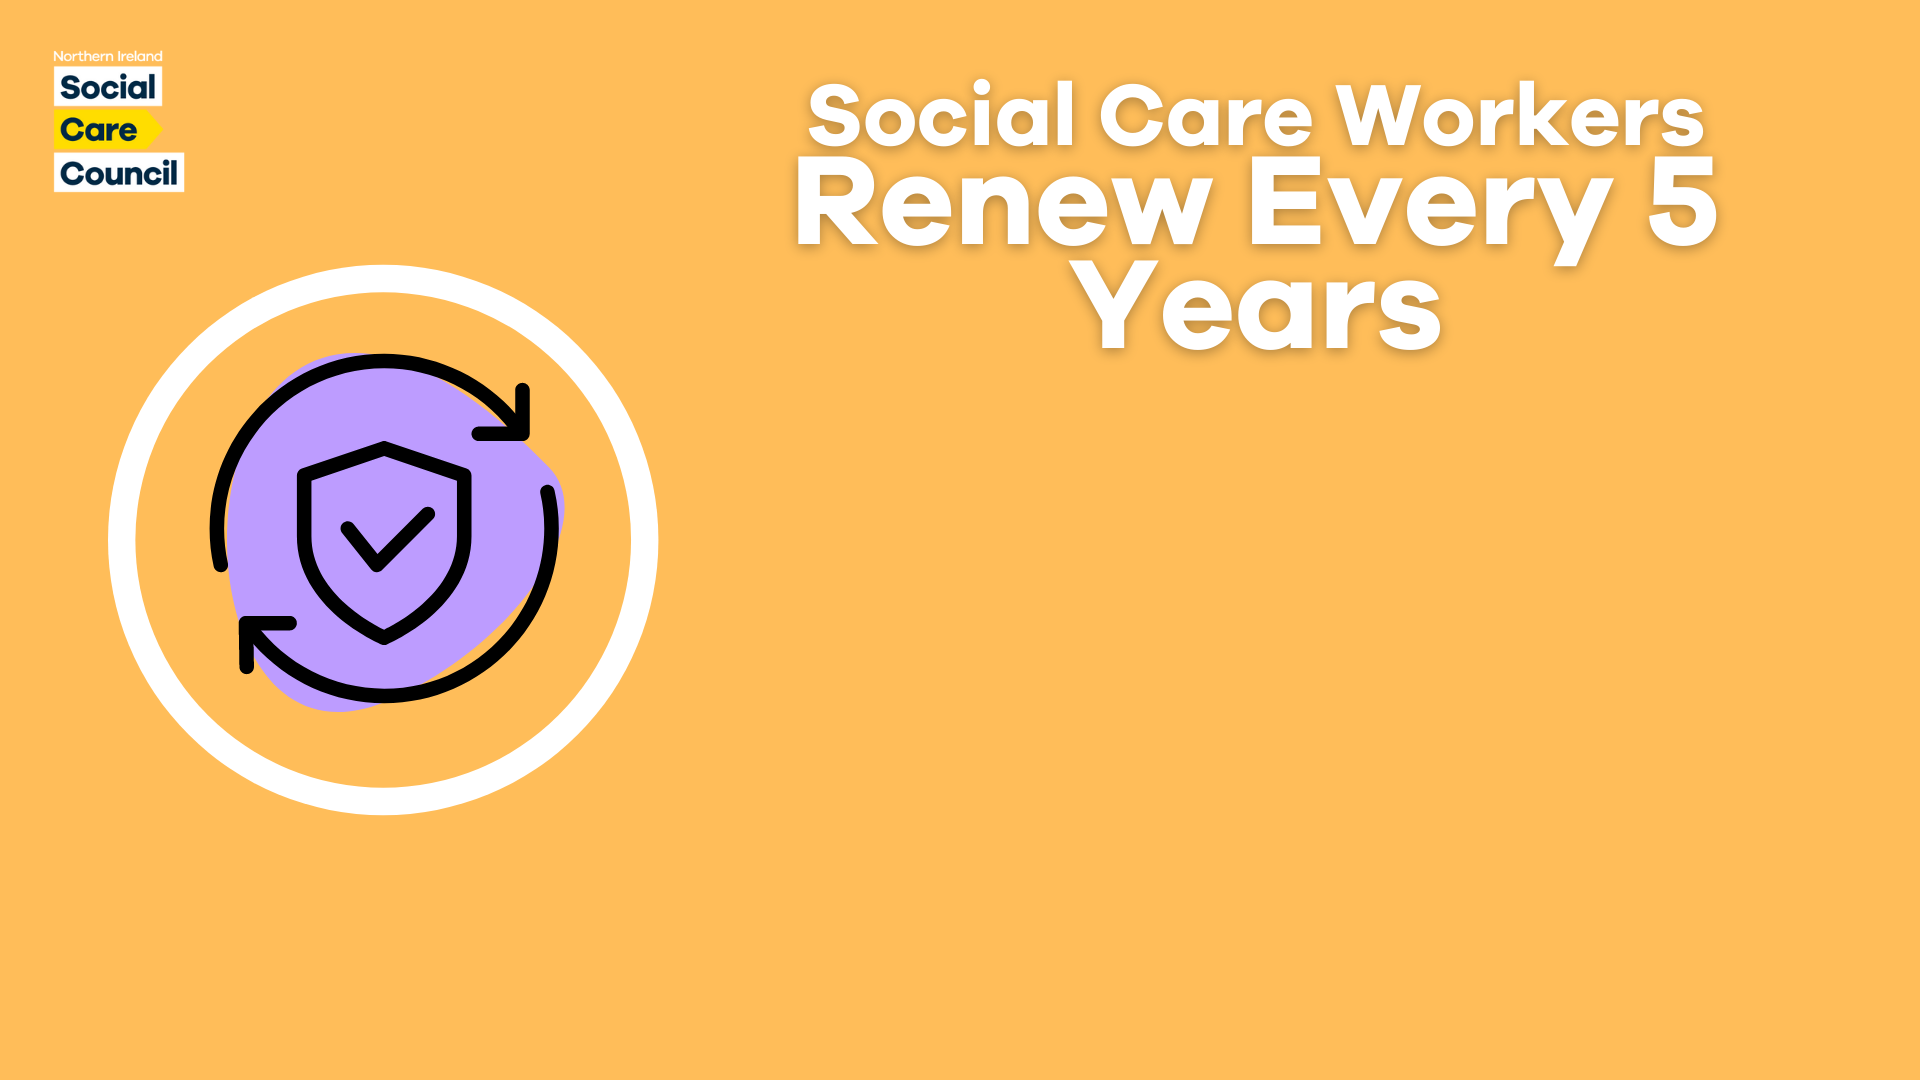 Northern Ireland
Social
Care
Council
Social Care Workers
Renew Every 5
Years